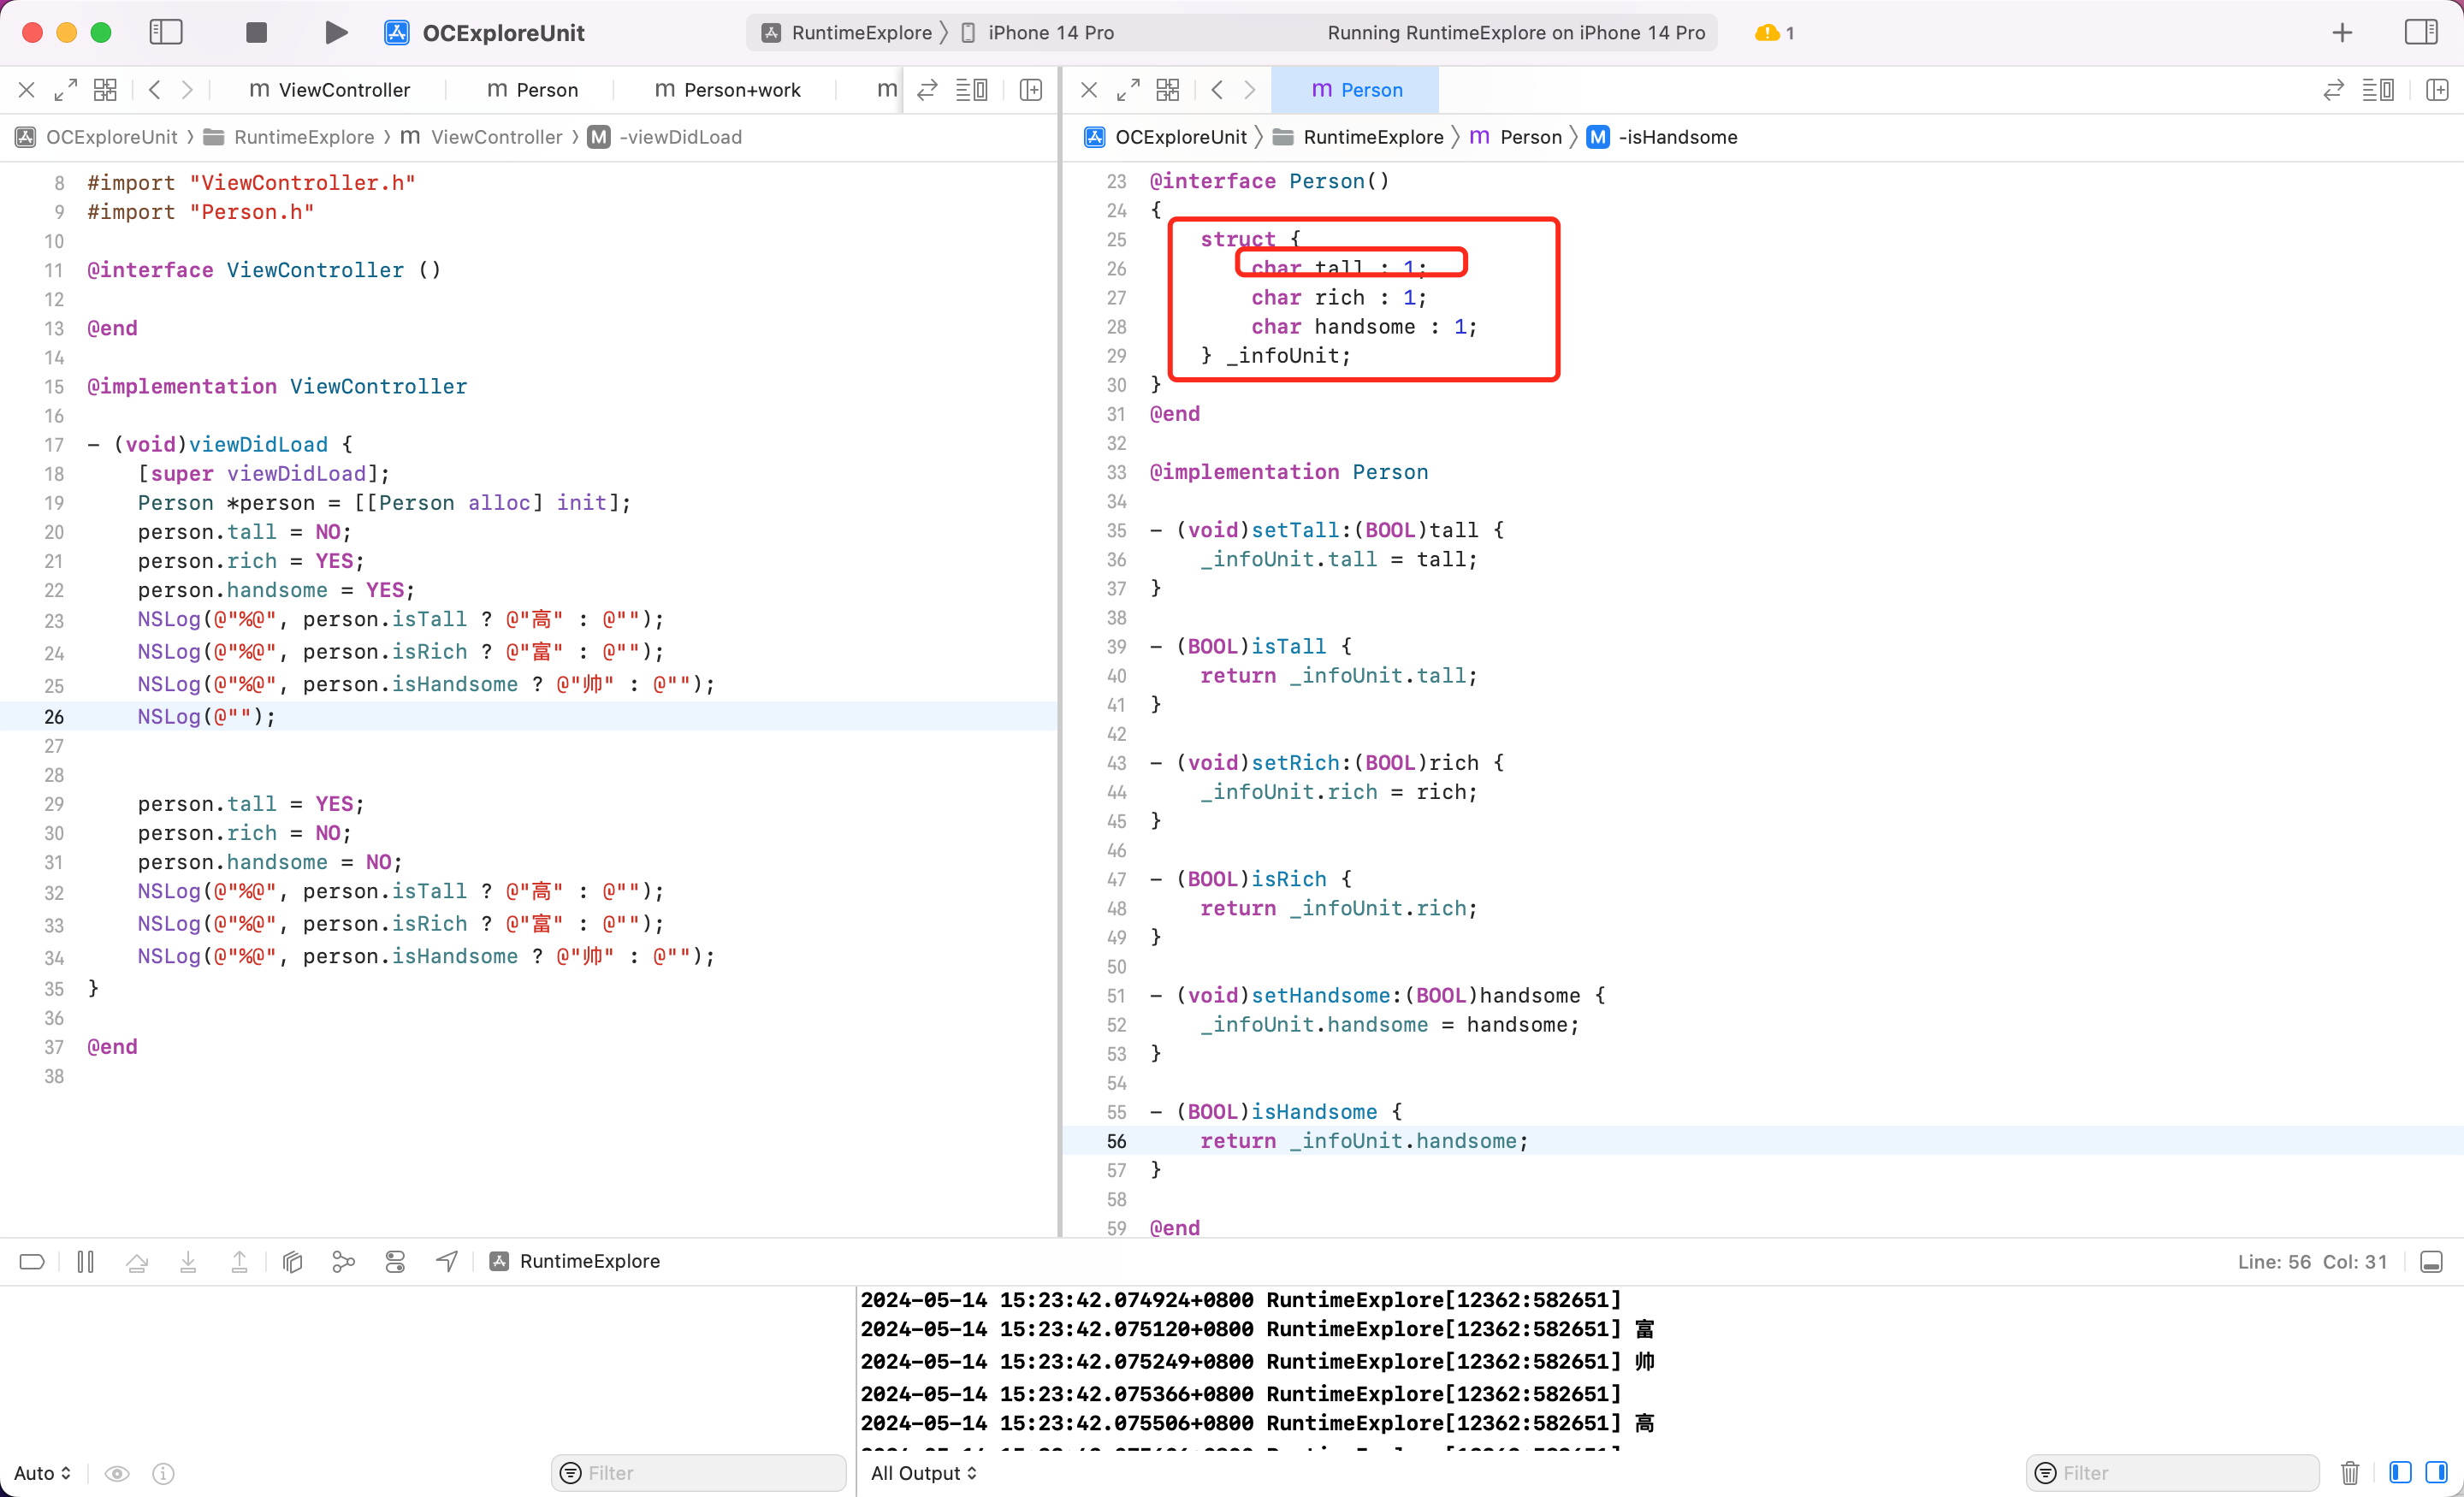 OCExploreUnit
RuntimeExplore 〉 iPhone 14 Pro
Running RuntimeExplore on iPhone 14 Pro
1
m ViewController
m Person
m Person+work
m
m Person
OCExploreUnit 〉 RuntimeExplore 〉 m ViewController 〉 M -viewDidLoad
OCExploreUnit 〉 RuntimeExplore 〉 m Person 〉 M -isHandsome
8 #import "ViewController.h"
9 #import "Person.h"
10
11 @interface ViewController ()
12
13 @end
14
15 @implementation ViewController
16
17 - (void)viewDidLoad {
18     [super viewDidLoad];
19     Person *person = [[Person alloc] init];
20     person.tall = NO;
21     person.rich = YES;
22     person.handsome = YES;
23     NSLog(@"%@", person.isTall ? @"高" : @"");
24     NSLog(@"%@", person.isRich ? @"富" : @"");
25     NSLog(@"%@", person.isHandsome ? @"帅" : @"");
26     NSLog(@"");
27
28
29     person.tall = YES;
30     person.rich = NO;
31     person.handsome = NO;
32     NSLog(@"%@", person.isTall ? @"高" : @"");
33     NSLog(@"%@", person.isRich ? @"富" : @"");
34     NSLog(@"%@", person.isHandsome ? @"帅" : @"");
35 }
36
37 @end
38
23 @interface Person()
24 {
25     struct {
26         char tall : 1;
27         char rich : 1;
28         char handsome : 1;
29     } _infoUnit;
30 }
31 @end
32
33 @implementation Person
34
35 - (void)setTall:(BOOL)tall {
36     _infoUnit.tall = tall;
37 }
38
39 - (BOOL)isTall {
40     return _infoUnit.tall;
41 }
42
43 - (void)setRich:(BOOL)rich {
44     _infoUnit.rich = rich;
45 }
46
47 - (BOOL)isRich {
48     return _infoUnit.rich;
49 }
50
51 - (void)setHandsome:(BOOL)handsome {
52     _infoUnit.handsome = handsome;
53 }
54
55 - (BOOL)isHandsome {
56     return _infoUnit.handsome;
57 }
58
59 @end
RuntimeExplore
Line: 56 Col: 31
2024-05-14 15:23:42.074924+0800 RuntimeExplore[12362:582651]
2024-05-14 15:23:42.075120+0800 RuntimeExplore[12362:582651] 富
2024-05-14 15:23:42.075249+0800 RuntimeExplore[12362:582651] 帅
2024-05-14 15:23:42.075366+0800 RuntimeExplore[12362:582651]
2024-05-14 15:23:42.075506+0800 RuntimeExplore[12362:582651] 高
Auto
Filter
All Output
Filter